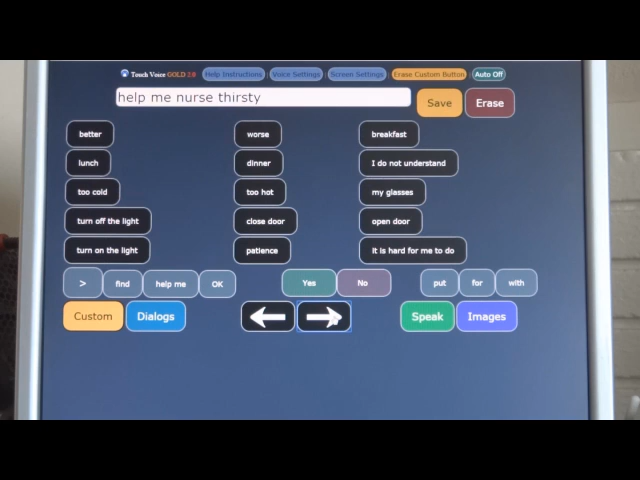 Touch Voice GOLD 2.0 Help Instructions Voice Settings Screen Settings Erase Custom Button Auto Off
help me nurse thirsty Save Erase
better worse breakfast
lunch dinner I do not understand
too cold too hot my glasses
turn off the light close door open door
turn on the light patience it is hard for me to do
> find help me OK Yes No put for with
Custom Dialogs Speak Images